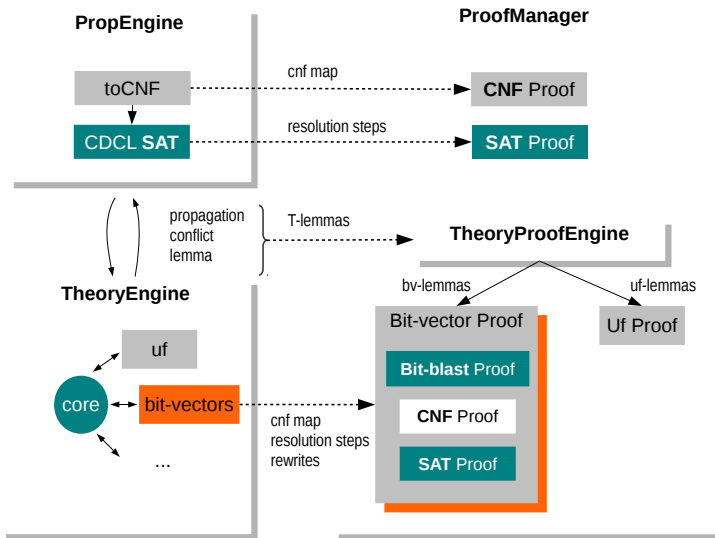 PropEngine
ProofManager
toCNF
cnf map
CNF Proof
CDCL SAT
resolution steps
SAT Proof
propagation
conflict
lemma
T-lemmas
TheoryProofEngine
TheoryEngine
bv-lemmas
uf-lemmas
Bit-vector Proof
Uf Proof
uf
Bit-blast Proof
core
bit-vectors
CNF Proof
cnf map
resolution steps
rewrites
SAT Proof
...